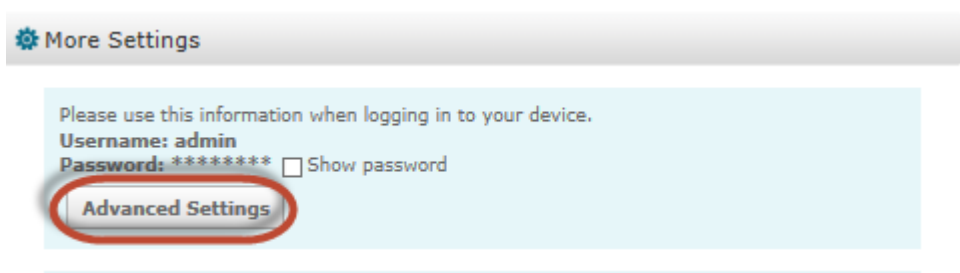 More Settings
Please use this information when logging in to your device.
Username: admin
Password: ******** Show password
Advanced Settings